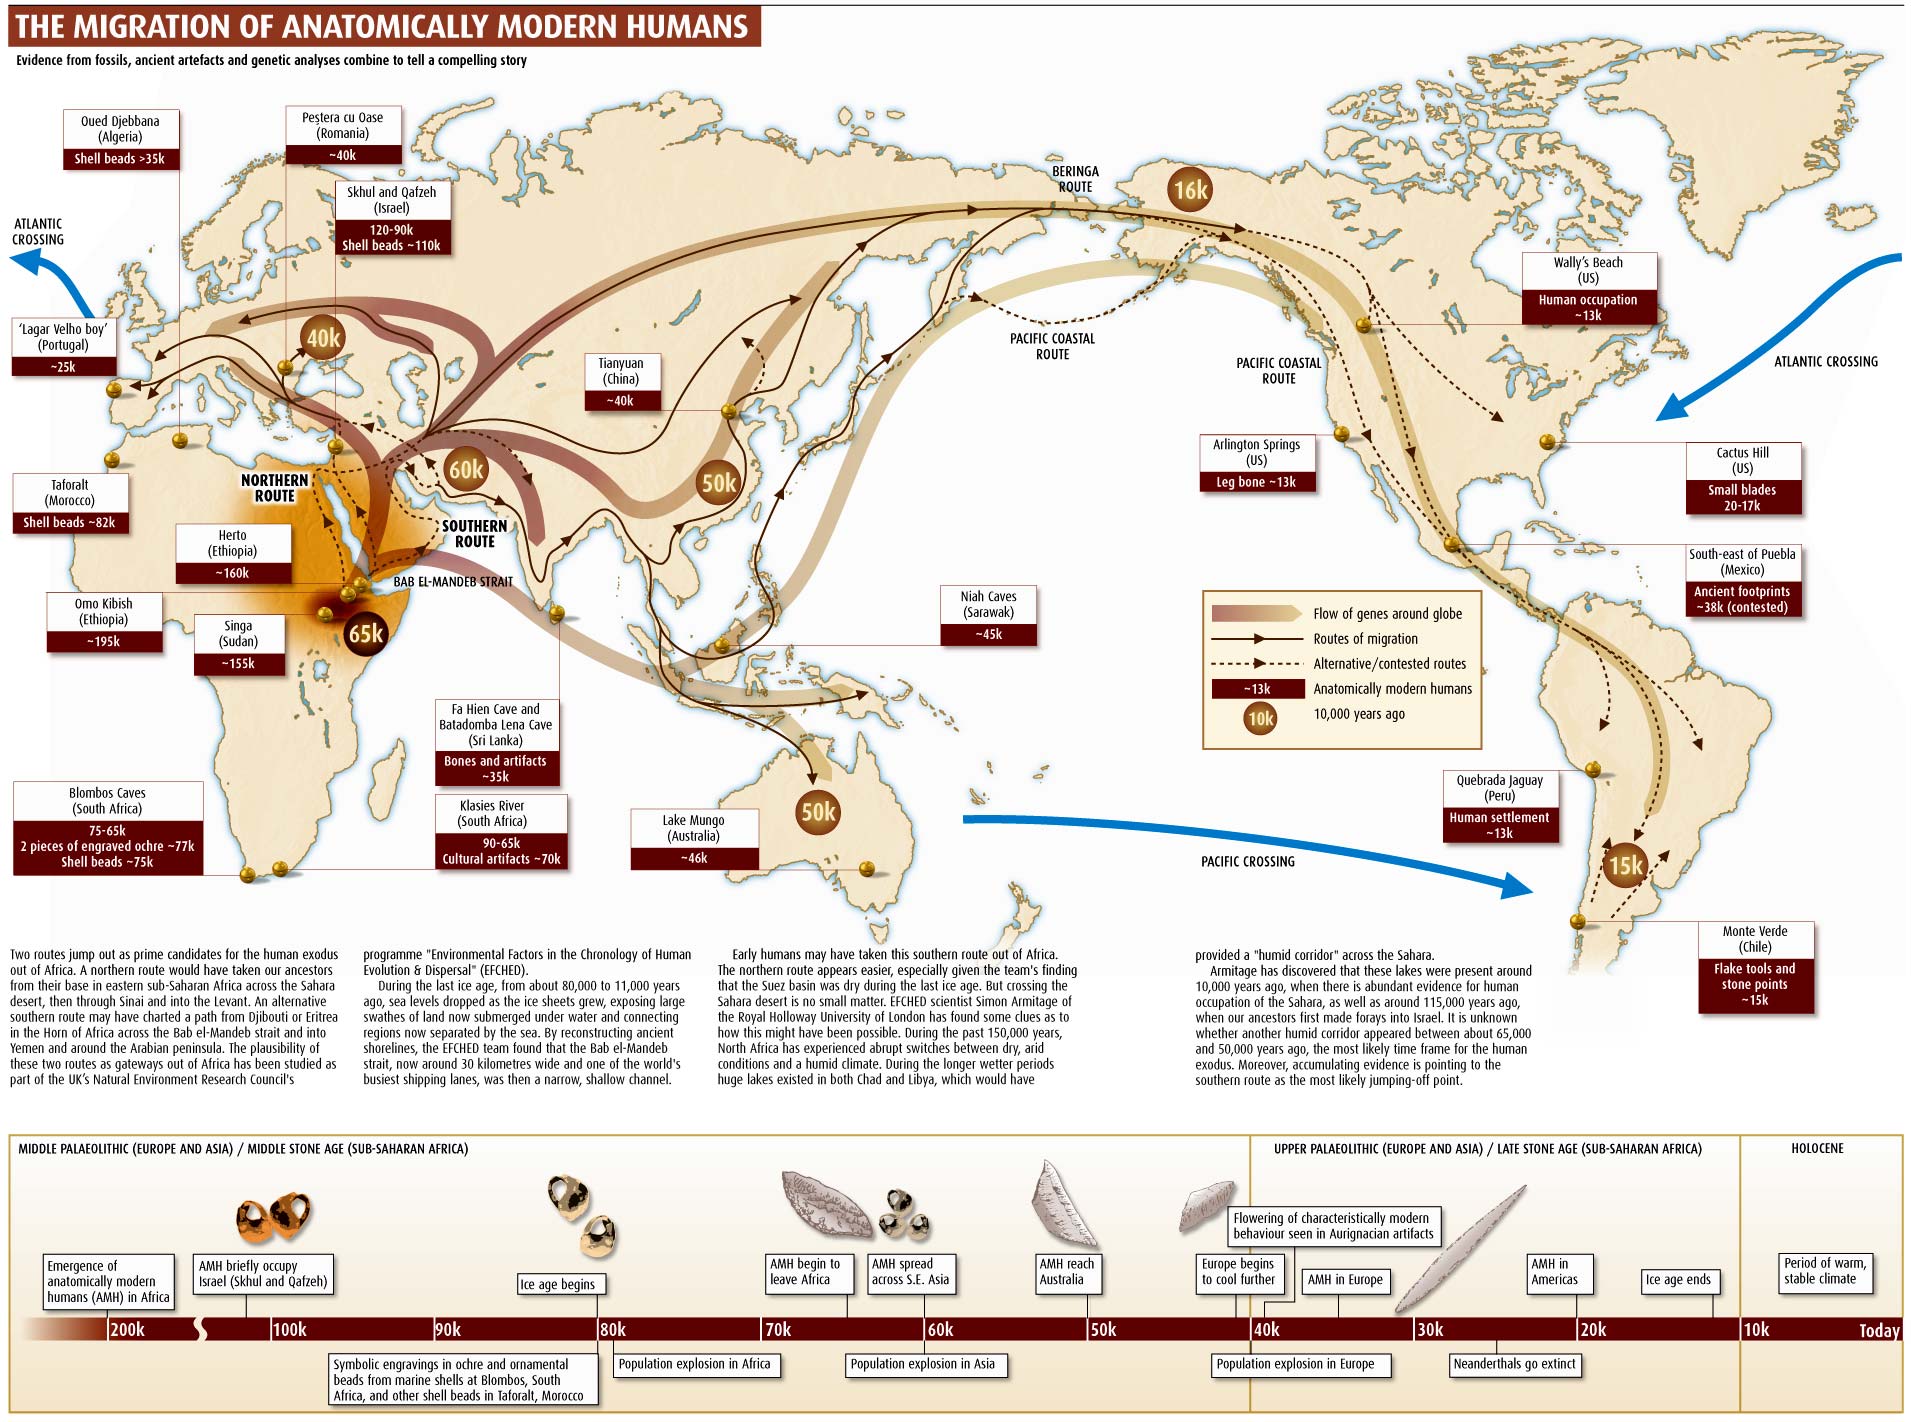 THE MIGRATION OF ANATOMICALLY MODERN HUMANS
Evidence from fossils, ancient artefacts and genetic analyses combine to tell a compelling story
Oued Djebbana
(Algeria)
Shell beads >35k
Peştera cu Oase
(Romania)
~40k
Skhul and Qafzeh
(Israel)
120-90k
Shell beads ~110k
ATLANTIC
CROSSING
'Lagar Velho boy'
(Portugal)
~25k
40k
BERINGA
ROUTE
16k
Wally's Beach
(US)
Human occupation
~13k
ATLANTIC CROSSING
PACIFIC COASTAL
ROUTE
PACIFIC COASTAL
ROUTE
Tianyuan
(China)
~40k
Arlington Springs
(US)
Leg bone ~13k
Cactus Hill
(US)
Small blades
20-17k
Taforalt
(Morocco)
Shell beads ~82k
NORTHERN
ROUTE
60k
50k
SOUTHERN
ROUTE
Herto
(Ethiopia)
~160k
BAB EL-MANDEB STRAIT
South-east of Puebla
(Mexico)
Ancient footprints
~38k (contested)
Omo Kibish
(Ethiopia)
~195k
Singa
(Sudan)
~155k
65k
Niah Caves
(Sarawak)
~45k
Flow of genes around globe
Routes of migration
Alternative/contested routes
~13k
Anatomically modern humans
10k
10,000 years ago
Fa Hien Cave and
Batadomba Lena Cave
(Sri Lanka)
Bones and artifacts
~35k
Blombos Caves
(South Africa)
75-65k
2 pieces of engraved ochre ~77k
Shell beads ~75k
Klasies River
(South Africa)
90-65k
Cultural artifacts ~70k
Lake Mungo
(Australia)
~46k
50k
PACIFIC CROSSING
Quebrada Jaguay
(Peru)
Human settlement
~13k
15k
Monte Verde
(Chile)
Flake tools and
stone points
~15k
Two routes jump out as prime candidates for the human exodus
out of Africa. A northern route would have taken our ancestors
from their base in eastern sub-Saharan Africa across the Sahara
desert, then through Sinai and into the Levant. An alternative
southern route may have charted a path from Djibouti or Eritrea
in the Horn of Africa across the Bab el-Mandeb strait and into
Yemen and around the Arabian peninsula. The plausibility of
these two routes as gateways out of Africa has been studied as
part of the UK's Natural Environment Research Council's
programme "Environmental Factors in the Chronology of Human
Evolution & Dispersal" (EFCHED).
During the last ice age, from about 80,000 to 11,000 years
ago, sea levels dropped as the ice sheets grew, exposing large
swathes of land now submerged under water and connecting
regions now separated by the sea. By reconstructing ancient
shorelines, the EFCHED team found that the Bab el-Mandeb
strait, now around 30 kilometres wide and one of the world's
busiest shipping lanes, was then a narrow, shallow channel.
Early humans may have taken this southern route out of Africa.
The northern route appears easier, especially given the team's finding
that the Suez basin was dry during the last ice age. But crossing the
Sahara desert is no small matter. EFCHED scientist Simon Armitage of
the Royal Holloway University of London has found some clues as to
how this might have been possible. During the past 150,000 years,
North Africa has experienced abrupt switches between dry, arid
conditions and a humid climate. During the longer wetter periods
huge lakes existed in both Chad and Libya, which would have
provided a "humid corridor" across the Sahara.
Armitage has discovered that these lakes were present around
10,000 years ago, when there is abundant evidence for human
occupation of the Sahara, as well as around 115,000 years ago,
when our ancestors first made forays into Israel. It is unknown
whether another humid corridor appeared between about 65,000
and 50,000 years ago, the most likely time frame for the human
exodus. Moreover, accumulating evidence is pointing to the
southern route as the most likely jumping-off point.
MIDDLE PALAEOLITHIC (EUROPE AND ASIA) / MIDDLE STONE AGE (SUB-SAHARAN AFRICA)
UPPER PALAEOLITHIC (EUROPE AND ASIA) / LATE STONE AGE (SUB-SAHARAN AFRICA)
HOLOCENE
Emergence of
anatomically modern
humans (AMH) in Africa
AMH briefly occupy
Israel (Skhul and Qafzeh)
Ice age begins
AMH begin to
leave Africa
AMH spread
across S.E. Asia
AMH reach
Australia
Europe begins
to cool further
Flowering of characteristically modern
behaviour seen in Aurignacian artifacts
AMH in Europe
AMH in
Americas
Ice age ends
Period of warm,
stable climate
200k
100k
90k
80k
70k
60k
50k
40k
30k
20k
10k
Today
Symbolic engravings in ochre and ornamental
beads from marine shells at Blombos, South
Africa, and other shell beads in Taforalt, Morocco
Population explosion in Africa
Population explosion in Asia
Population explosion in Europe
Neanderthals go extinct